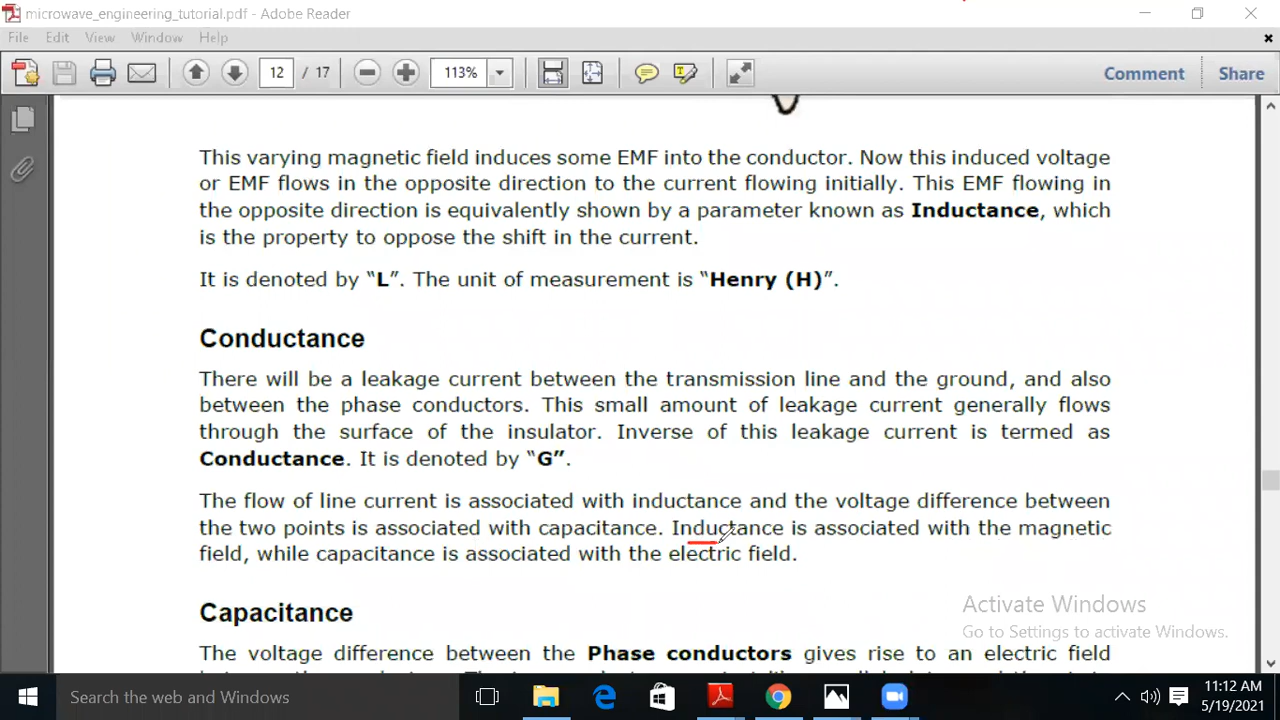 microwave_engineering_tutorial.pdf - Adobe Reader
File Edit View Window Help
12 / 17 113% Comment Share
This varying magnetic field induces some EMF into the conductor. Now this induced voltage
or EMF flows in the opposite direction to the current flowing initially. This EMF flowing in
the opposite direction is equivalently shown by a parameter known as Inductance, which
is the property to oppose the shift in the current.
It is denoted by “L”. The unit of measurement is “Henry (H)”.
Conductance
There will be a leakage current between the transmission line and the ground, and also
between the phase conductors. This small amount of leakage current generally flows
through the surface of the insulator. Inverse of this leakage current is termed as
Conductance. It is denoted by “G”.
The flow of line current is associated with inductance and the voltage difference between
the two points is associated with capacitance. Inductance is associated with the magnetic
field, while capacitance is associated with the electric field.
Capacitance
The voltage difference between the Phase conductors gives rise to an electric field
Activate Windows
Go to Settings to activate Windows.
Search the web and Windows
11:12 AM
5/19/2021